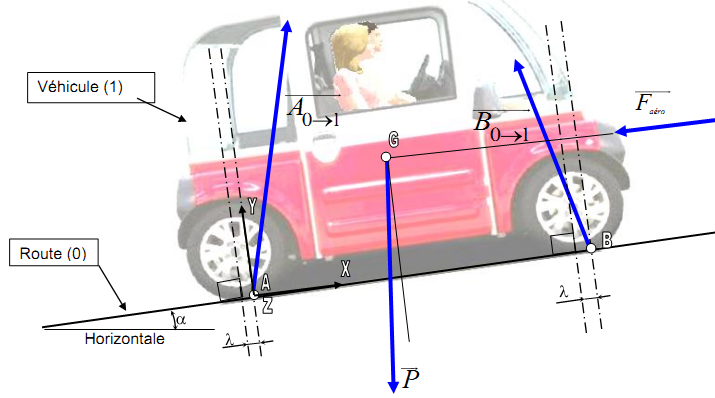 Véhicule (1)
A0→1
B0→1
Faéro
G
Y
Route (0)
A
X
B
Z
α
λ
λ
Horizontale
P